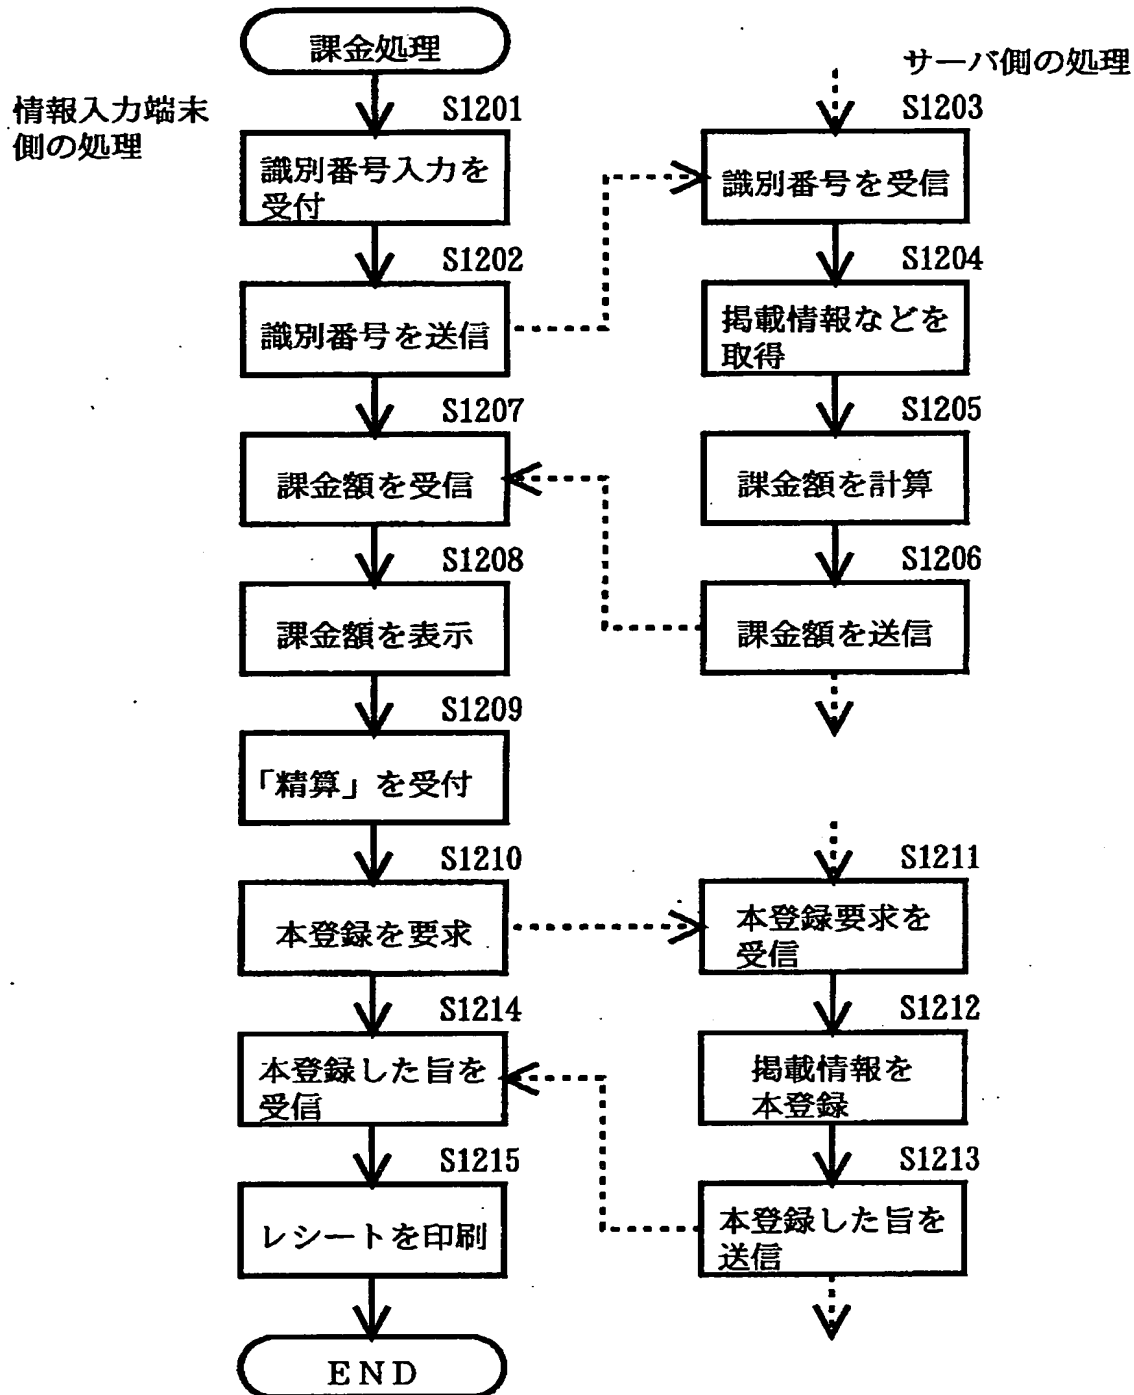 課金処理
サーバ側の処理
情報入力端末
側の処理
S1201
識別番号入力を
受付
S1203
識別番号を受信
S1202
識別番号を送信
S1204
掲載情報などを
取得
S1207
課金額を受信
S1205
課金額を計算
S1208
課金額を表示
S1206
課金額を送信
S1209
「精算」を受付
S1210
本登録を要求
S1211
本登録要求を
受信
S1214
本登録した旨を
受信
S1212
掲載情報を
本登録
S1215
レシートを印刷
S1213
本登録した旨を
送信
END